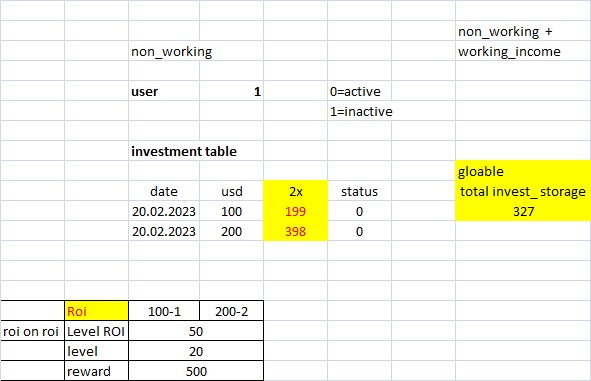 non_working +
non_working working_income
user 1 0=active
1=inactive
investment table
gloable
date usd 2x status total invest_storage
20.02.2023 100 199 0 327
20.02.2023 200 398 0
Roi 100-1 200-2
roi on roi Level ROI 50
level 20
reward 500